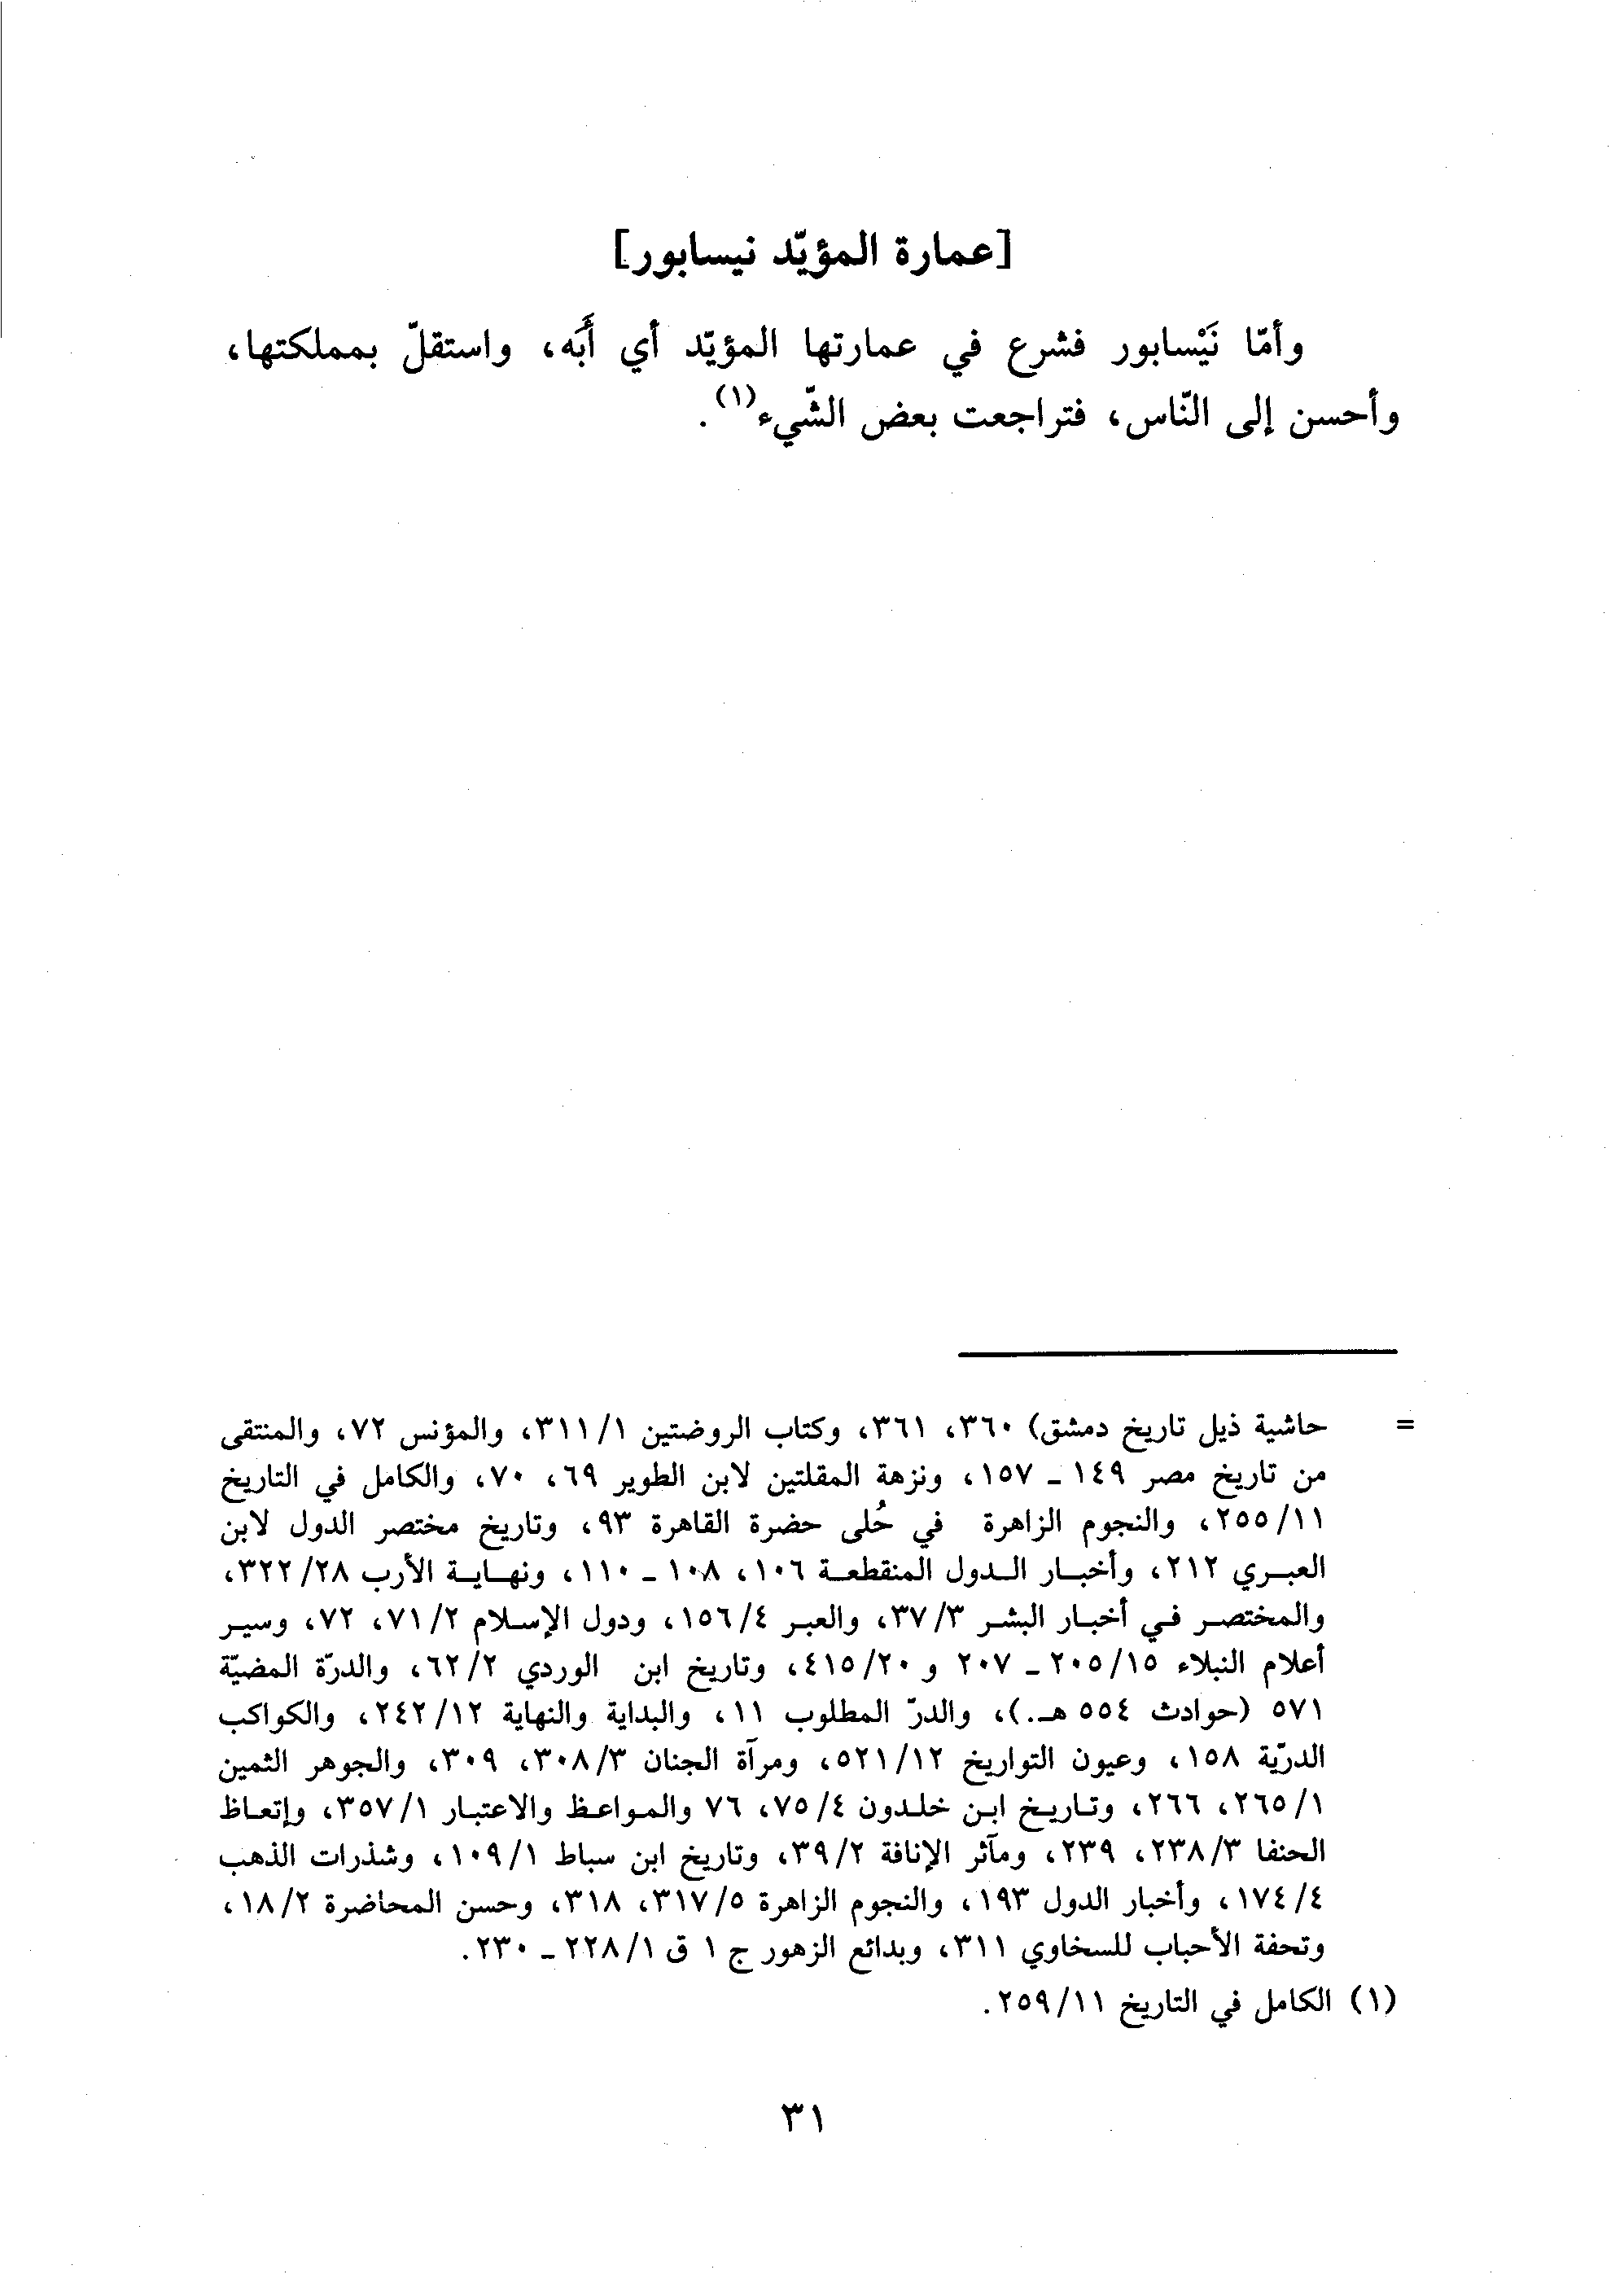 [عمارة المؤيّد نيسابور]
وأمّا نَيْسابور فشرع في عمارتها المؤيّد أي أَبَه، واستقلّ بمملكتها،
وأحسن إلى النّاس، فتراجعت بعض الشّيء(١).
= حاشية ذيل تاريخ دمشق) ٣٦٠، ٣٦١، وكتاب الروضتين ٣١١/١، والمؤنس ٧٢، والمنتقى
من تاريخ مصر ١٤٩ ـ ١٥٧، ونزهة المقلتين لابن الطوير ٦٩، ٧٠، والكامل في التاريخ
٢٥٥/١١، والنجوم الزاهرة في حُلى حضرة القاهرة ٩٣، وتاريخ مختصر الدول لابن
العبري ٢١٢، وأخبار الدول المنقطعة ١٠٦، ١٠٨ ـ ١١٠، ونهاية الأرب ٣٢٢/٢٨،
والمختصر في أخبار البشر ٣٧/٣، والعبر ١٥٦/٤، ودول الإسلام ٧١/٢، ٧٢، وسير
أعلام النبلاء ٢٠٥/١٥ ـ ٢٠٧ و ٤١٥/٢٠، وتاريخ ابن الوردي ٦٢/٢، والدرّة المضيّة
٥٧١ (حوادث ٥٥٤ هـ.)، والدرّ المطلوب ١١، والبداية والنهاية ٢٤٢/١٢، والكواكب
الدرّية ١٥٨، وعيون التواريخ ٥٢١/١٢، ومرآة الجنان ٣٠٨/٣، ٣٠٩، والجوهر الثمين
٢٦٥/١، ٢٦٦، وتاريخ ابن خلدون ٧٥/٤، ٧٦ والمواعظ والاعتبار ٣٥٧/١، وإتعاظ
الحنفا ٢٣٨/٣، ٢٣٩، ومآثر الإنافة ٣٩/٢، وتاريخ ابن سباط ١٠٩/١، وشذرات الذهب
١٧٤/٤، وأخبار الدول ١٩٣، والنجوم الزاهرة ٣١٧/٥، ٣١٨، وحسن المحاضرة ١٨/٢،
وتحفة الأحباب للسخاوي ٣١١، وبدائع الزهور ج ١ ق ٢٢٨/١ ـ ٢٣٠.
(١) الكامل في التاريخ ٢٥٩/١١.
٣١